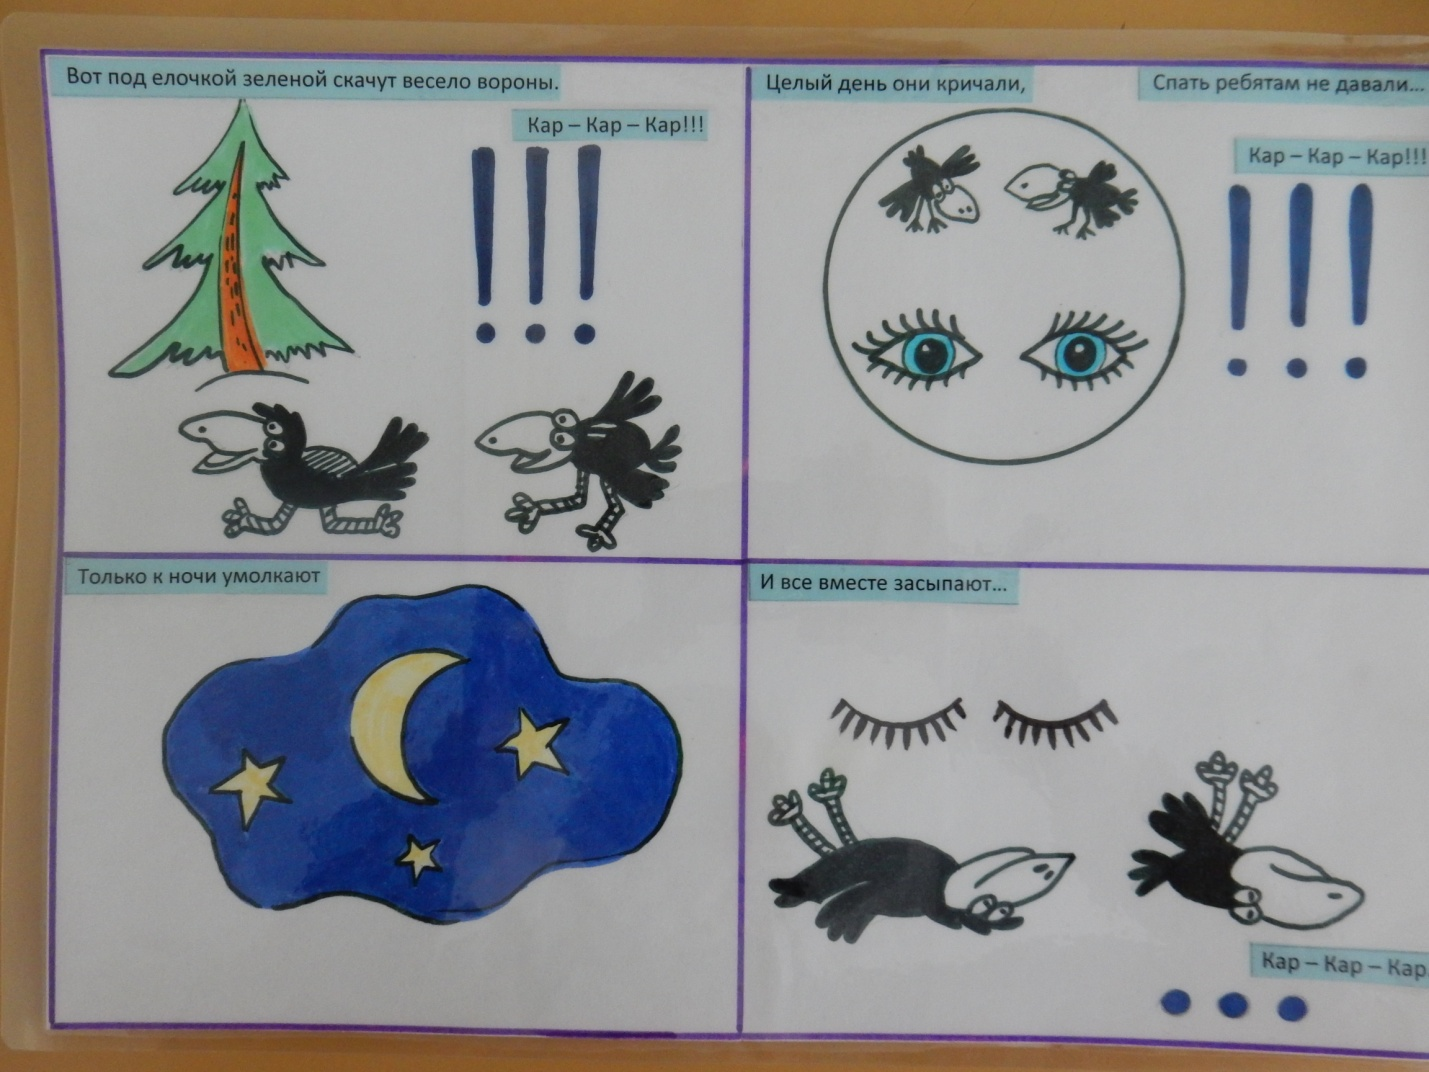 Вот под елочкой зеленой скачут весело вороны.
Кар – Кар – Кар!!!
Целый день они кричали,
Спать ребятам не давали...
Кар – Кар – Кар!!!
Только к ночи умолкают
И все вместе засыпают...
Кар – Кар – Кар